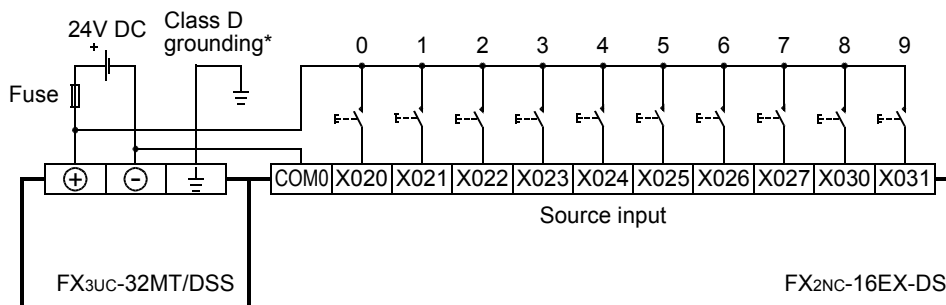 24V DC
+
Class D
grounding*
0 1 2 3 4 5 6 7 8 9
Fuse
+ - COM0 X020 X021 X022 X023 X024 X025 X026 X027 X030 X031
Source input
FX3UC-32MT/DSS
FX2NC-16EX-DS